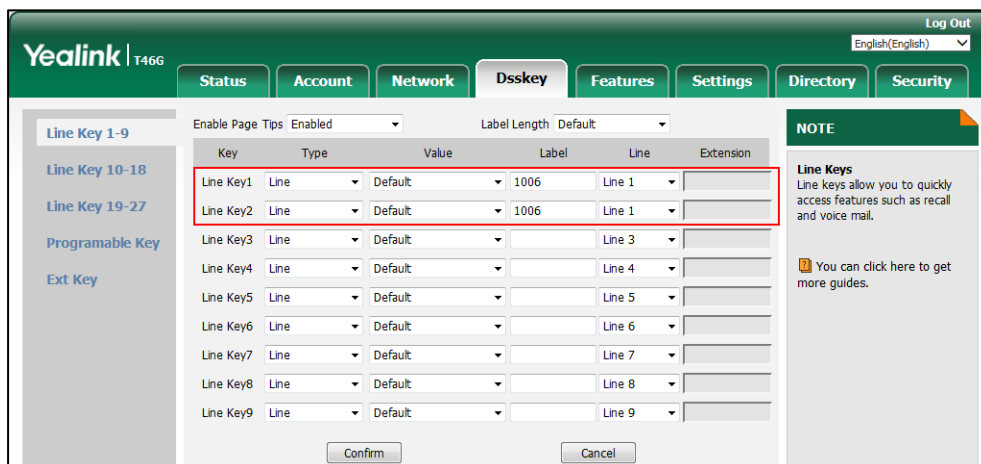 Log Out
Yealink | T46G
English(English)
Status Account Network Dsskey Features Settings Directory Security
Line Key 1-9
Line Key 10-18
Line Key 19-27
Programable Key
Ext Key
Enable Page Tips Enabled Label Length Default
Key Type Value Label Line Extension
Line Key1 Line Default 1006 Line 1
Line Key2 Line Default 1006 Line 1
Line Key3 Line Default Line 3
Line Key4 Line Default Line 4
Line Key5 Line Default Line 5
Line Key6 Line Default Line 6
Line Key7 Line Default Line 7
Line Key8 Line Default Line 8
Line Key9 Line Default Line 9
Confirm Cancel
NOTE
Line Keys
Line keys allow you to quickly
access features such as recall
and voice mail.
? You can click here to get
more guides.